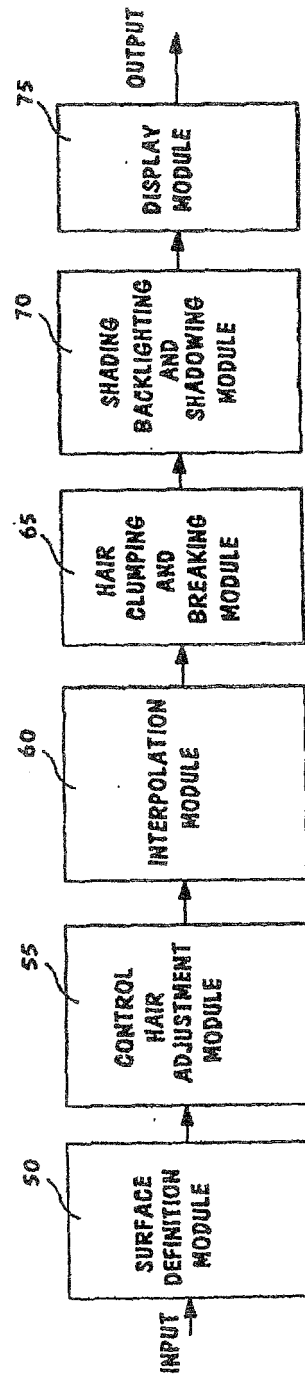 INPUT
50
SURFACE
DEFINITION
MODULE
55
CONTROL
HAIR
ADJUSTMENT
MODULE
60
INTERPOLATION
MODULE
65
HAIR
CLUMPING
AND
BREAKING
MODULE
70
SHADING
BACKLIGHTING
AND
SHADOWING
MODULE
75
DISPLAY
MODULE
OUTPUT